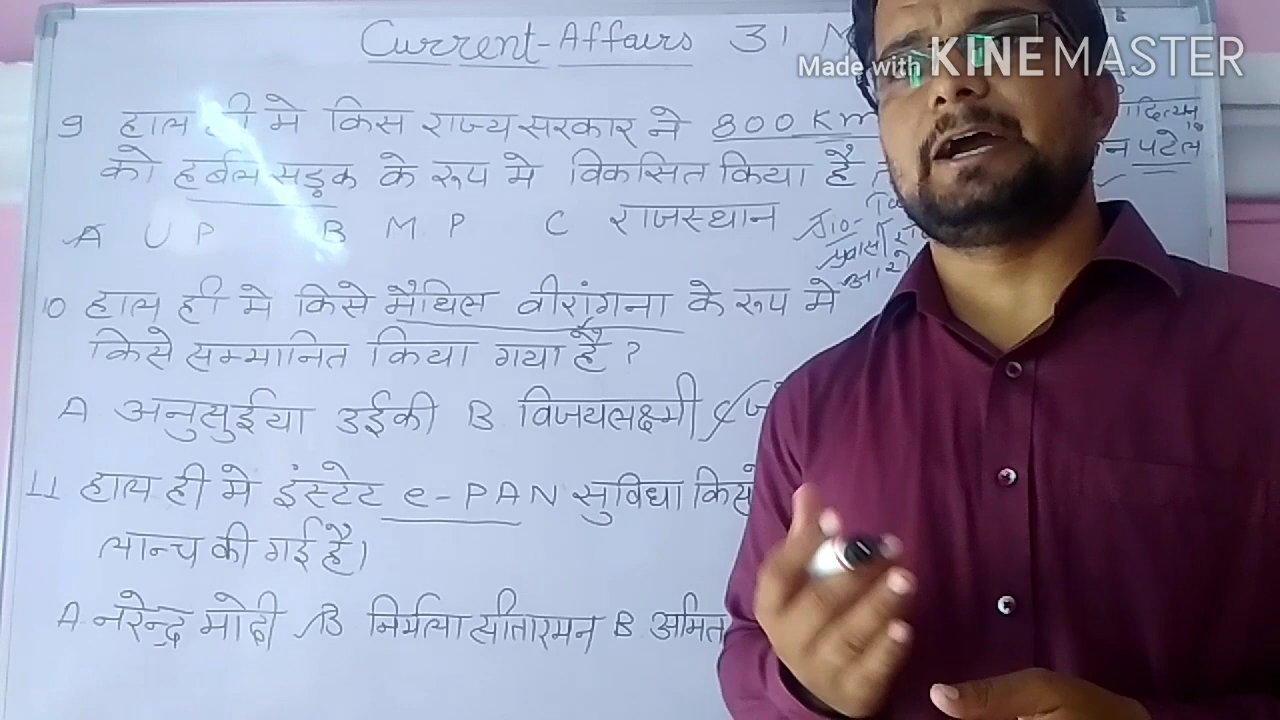 Current-Affairs 31 M
Made with KINEMASTER
9 हाल ही मे किस राज्य सरकार ने 800 Km
को हर्बल सड़क के रूप मे विकसित किया है
पटेल
A U P B M P C राजस्थान
10 हाल ही मे किसे मैथिल वीरांगना के रूप मे
किसे सम्मानित किया गया है ?
A अनुसुईया उईकी B विजयलक्ष्मी
11 हाल ही मे इंस्टेट e-PAN सुविधा किसे
लान्च की गई है।
A. नरेन्द्र मोदी B निर्मला सीतारमन B अमित